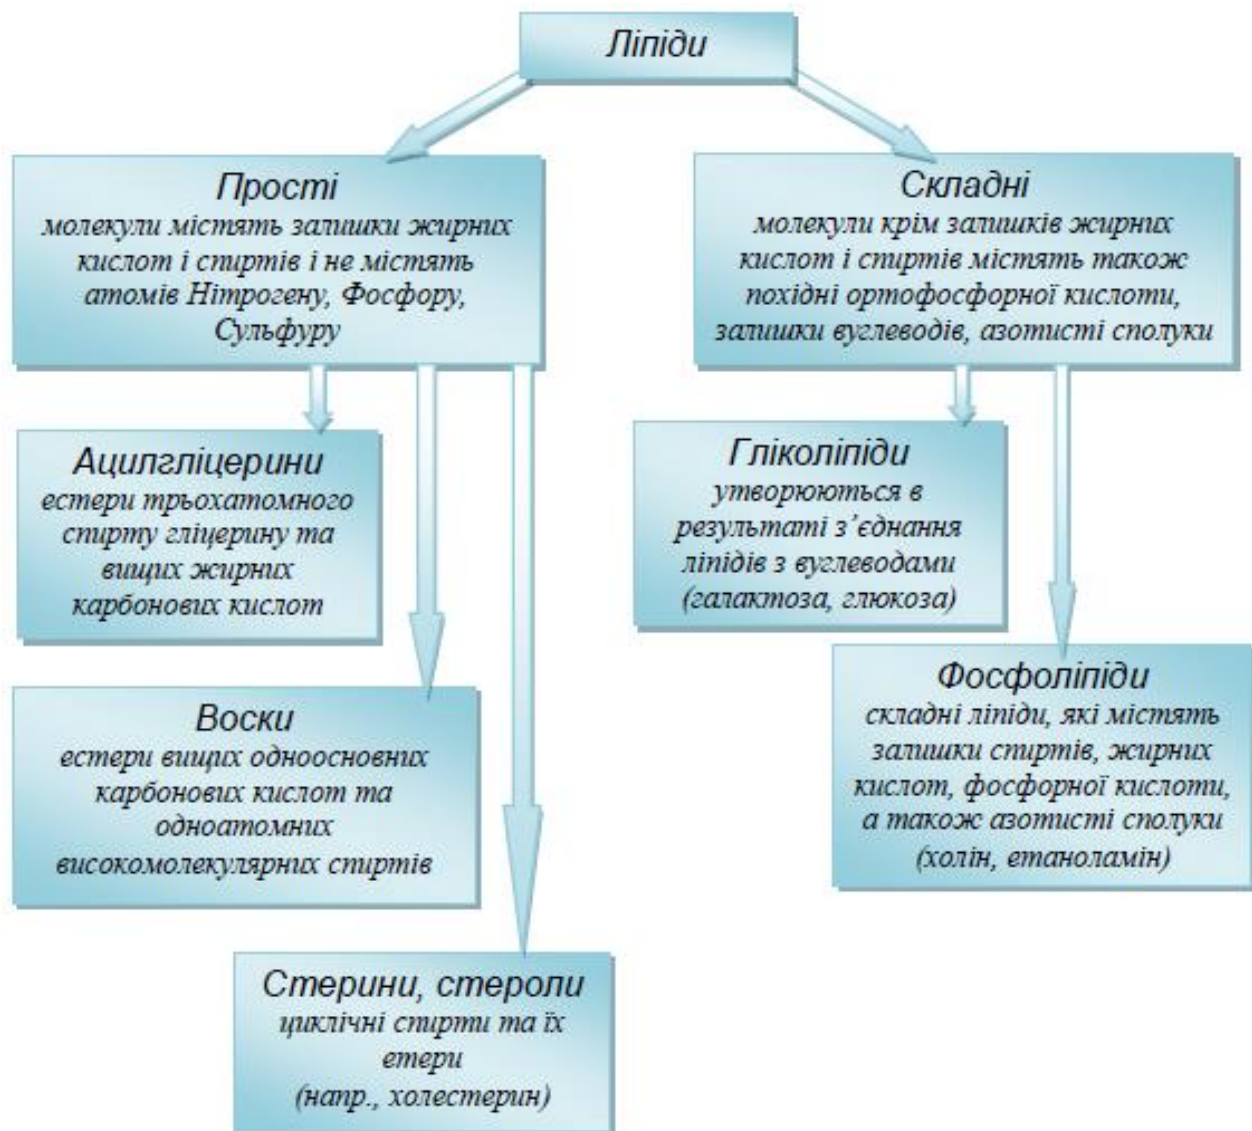 Ліпіди
Прості
молекули містять залишки жирних
кислот і спиртів і не містять
атомів Нітрогену, Фосфору,
Сульфуру
Складні
молекули крім залишків жирних
кислот і спиртів містять також
похідні ортофосфорної кислоти,
залишки вуглеводів, азотисті сполуки
Ацилгліцерини
естери трьохатомного
спирту гліцерину та
вищих жирних
карбонових кислот
Гліколіпіди
утворюються в
результаті з’єднання
ліпідів з вуглеводами
(галактоза, глюкоза)
Воски
естери вищих одноосновних
карбонових кислот та
одноатомних
високомолекулярних спиртів
Фосфоліпіди
складні ліпіди, які містять
залишки спиртів, жирних
кислот, фосфорної кислоти,
а також азотисті сполуки
(холін, етаноламін)
Стерини, стероли
циклічні спирти та їх
етери
(напр., холестерин)